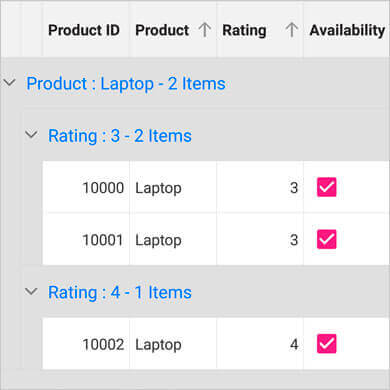 Product ID Product Rating Availability
Product : Laptop - 2 Items
Rating : 3 - 2 Items
10000 Laptop 3
10001 Laptop 3
Rating : 4 - 1 Items
10002 Laptop 4